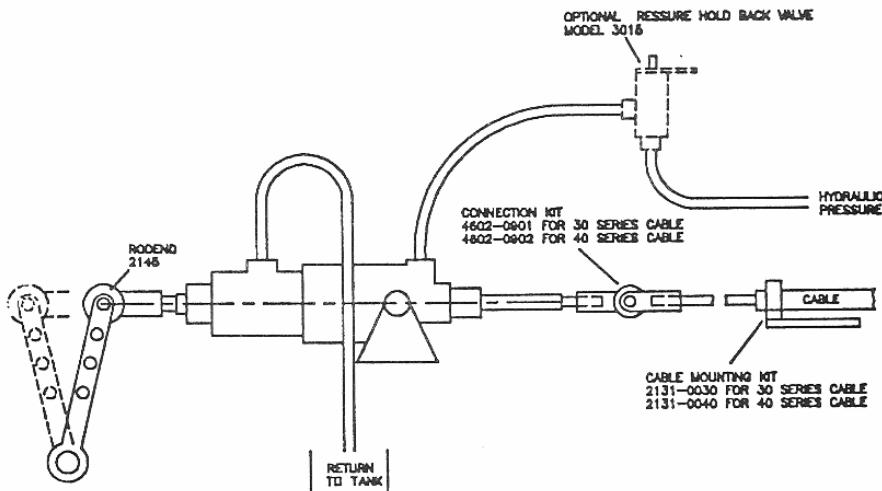 OPTIONAL RESSURE HOLD BACK VALVE
MODEL 3015
HYDRAULIC
PRESSURE
CONNECTION KIT
4602-0901 FOR 30 SERIES CABLE
4602-0902 FOR 40 SERIES CABLE
RODEND
2145
CABLE
CABLE MOUNTING KIT
2131-0030 FOR 30 SERIES CABLE
2131-0040 FOR 40 SERIES CABLE
RETURN
TO TANK